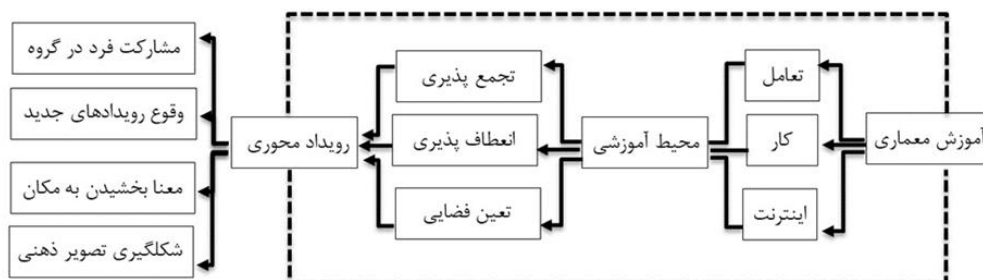 آموزش معماری
تعامل
کار
اینترنت
محیط آموزشی
تجمع پذیری
انعطاف پذیری
تعین فضایی
رویداد محوری
مشارکت فرد در گروه
وقوع رویدادهای جدید
معنا بخشیدن به مکان
شکلگیری تصویر ذهنی